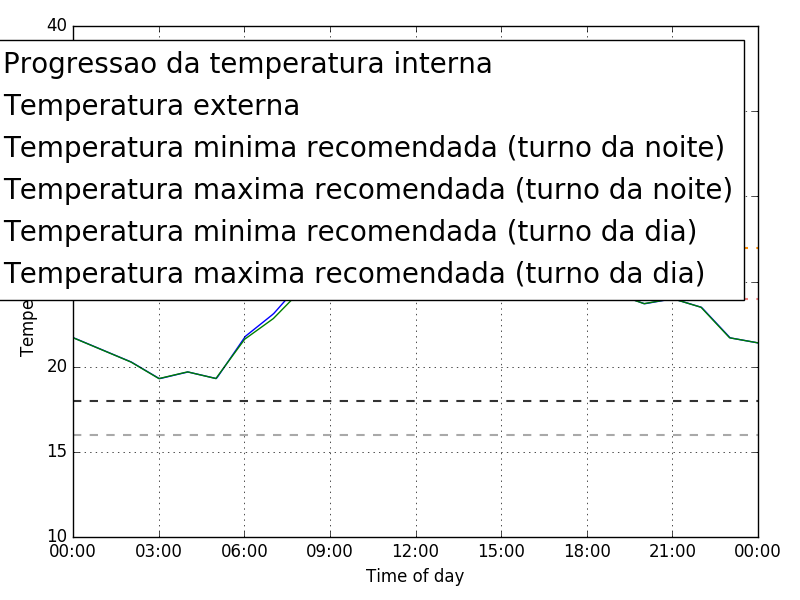 40
Progressao da temperatura interna
Temperatura externa
Temperatura minima recomendada (turno da noite)
Temperatura maxima recomendada (turno da noite)
Temperatura minima recomendada (turno da dia)
Temperatura maxima recomendada (turno da dia)
20
15
10
00:00 03:00 06:00 09:00 12:00 15:00 18:00 21:00 00:00
Time of day